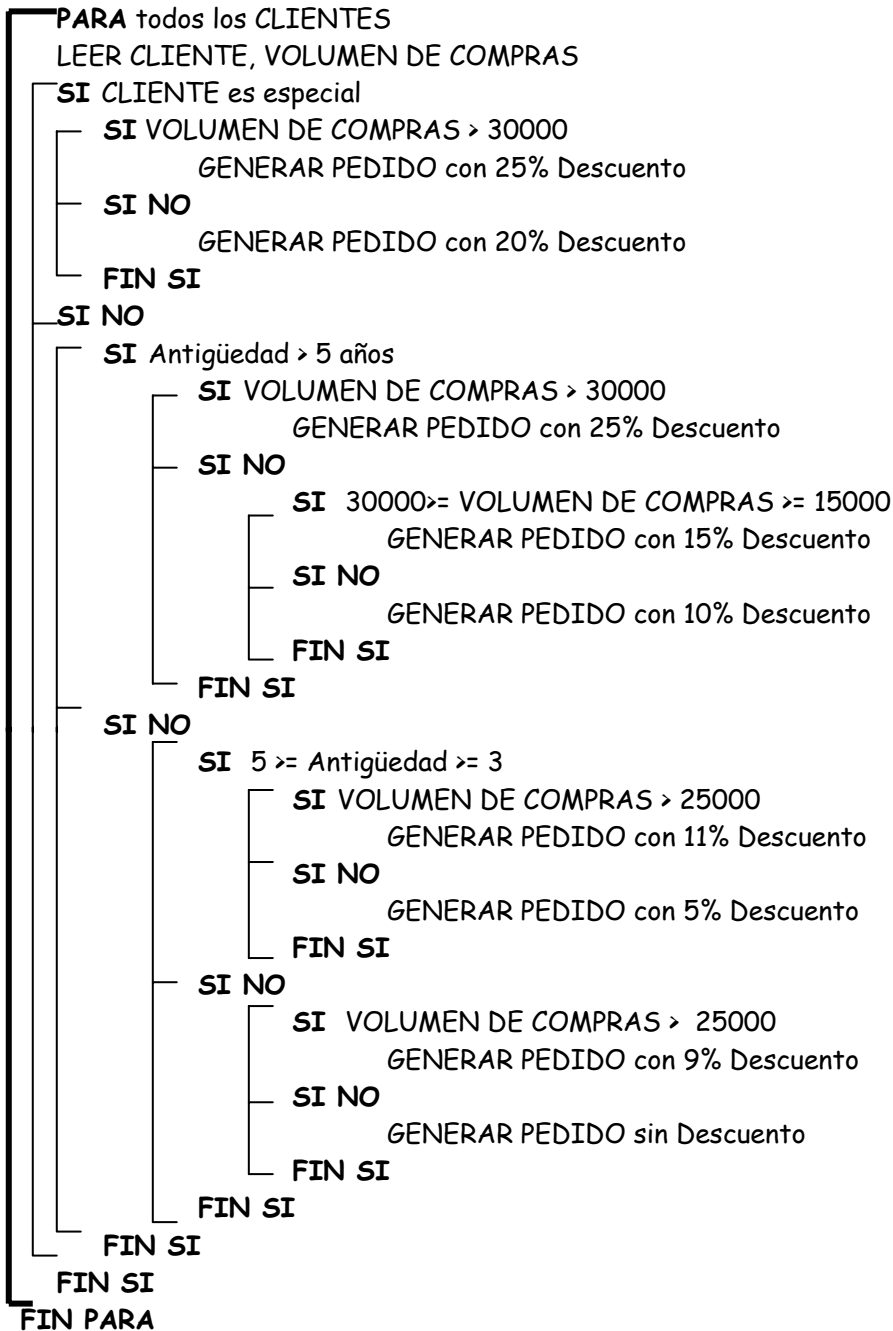 PARA todos los CLIENTES
LEER CLIENTE, VOLUMEN DE COMPRAS
SI CLIENTE es especial
SI VOLUMEN DE COMPRAS > 30000
GENERAR PEDIDO con 25% Descuento
SI NO
GENERAR PEDIDO con 20% Descuento
FIN SI
SI NO
SI Antigüedad > 5 años
SI VOLUMEN DE COMPRAS > 30000
GENERAR PEDIDO con 25% Descuento
SI NO
SI 30000>= VOLUMEN DE COMPRAS >= 15000
GENERAR PEDIDO con 15% Descuento
SI NO
GENERAR PEDIDO con 10% Descuento
FIN SI
FIN SI
SI NO
SI 5 >= Antigüedad >= 3
SI VOLUMEN DE COMPRAS > 25000
GENERAR PEDIDO con 11% Descuento
SI NO
GENERAR PEDIDO con 5% Descuento
FIN SI
SI NO
SI VOLUMEN DE COMPRAS > 25000
GENERAR PEDIDO con 9% Descuento
SI NO
GENERAR PEDIDO sin Descuento
FIN SI
FIN SI
FIN SI
FIN SI
FIN PARA